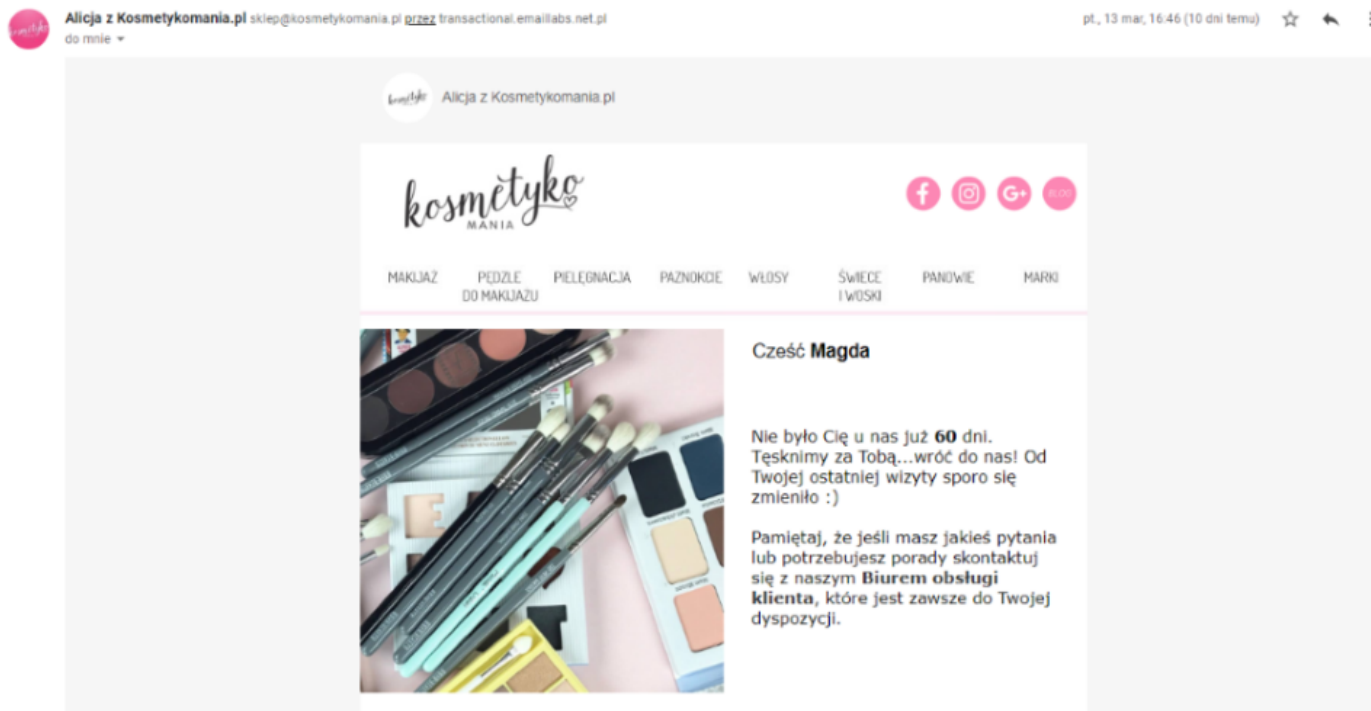 Alicja z Kosmetykomania.pl sklep@kosmetykomania.pl przez transactional.emaillabs.net.pl
pt., 13 mar, 16:46 (10 dni temu)
do mnie
kosmetyko
Alicja z Kosmetykomania.pl
kosmetyko
MANIA
G+
BLOG
MAKIJAŻ
PĘDZLE
DO MAKIJAŻU
PIELĘGNACJA
PAZNOKCIE
WŁOSY
ŚWIECE
I WOSKI
PANOWIE
MARKI
Cześć Magda
Nie było Cię u nas już 60 dni.
Tęsknimy za Tobą...wróć do nas! Od
Twojej ostatniej wizyty sporo się
zmieniło :)
Pamiętaj, że jeśli masz jakieś pytania
lub potrzebujesz porady skontaktuj
się z naszym Biurem obsługi
klienta, które jest zawsze do Twojej
dyspozycji.